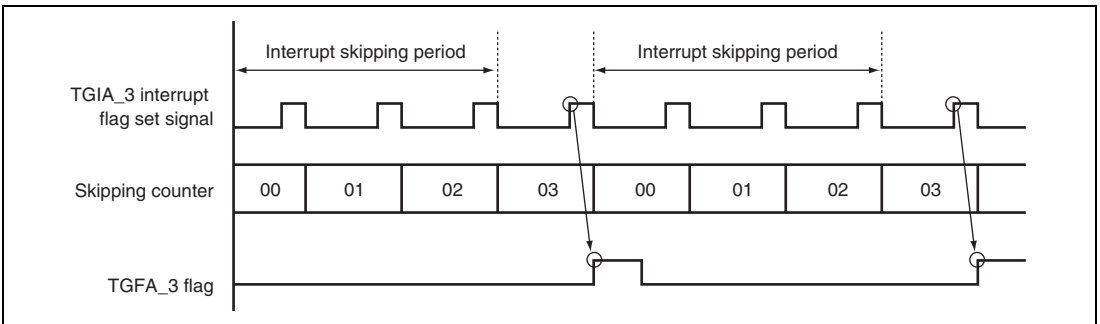 Interrupt skipping period Interrupt skipping period
TGIA_3 interrupt
flag set signal
Skipping counter 00 01 02 03 00 01 02 03
TGFA_3 flag